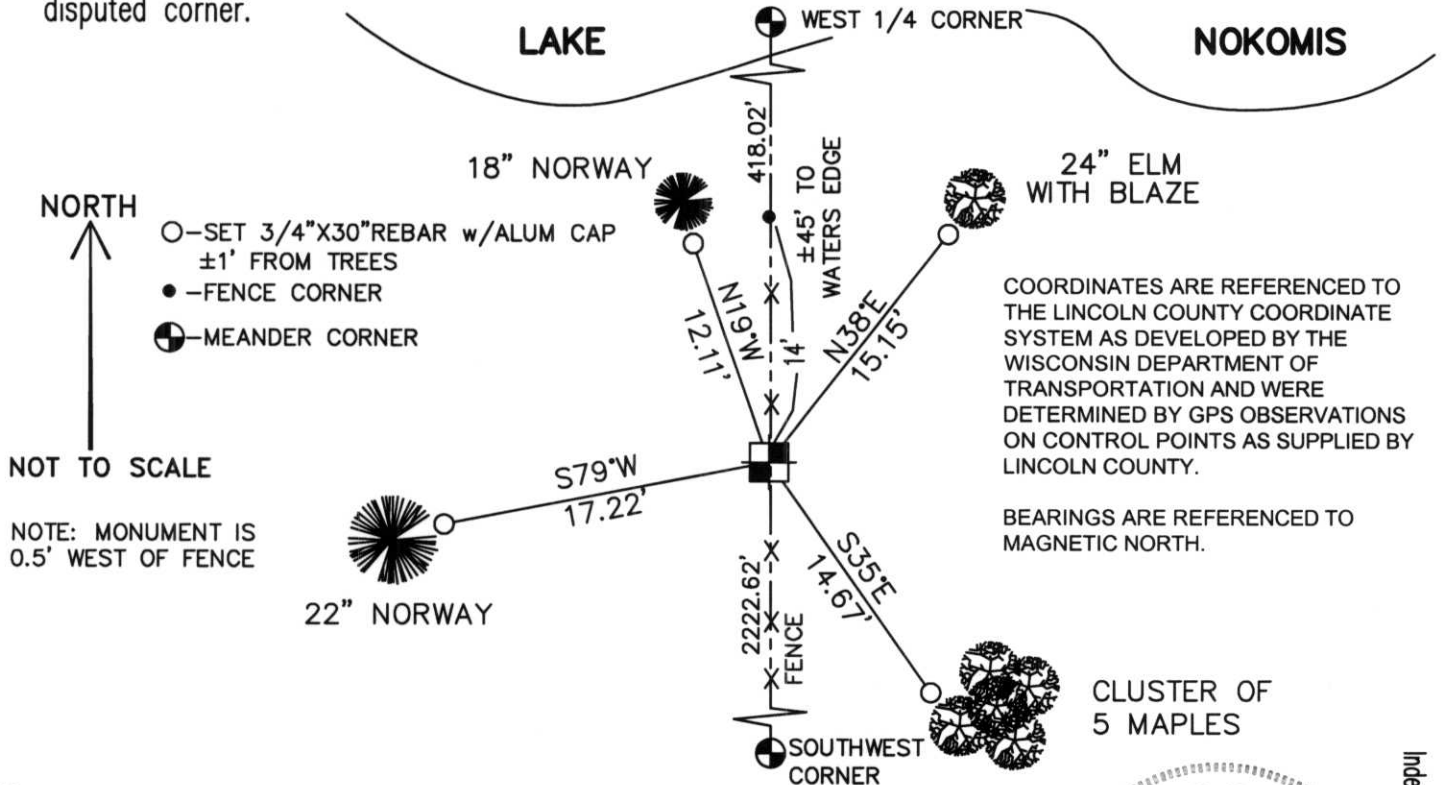 disputed corner.
LAKE
WEST 1/4 CORNER
NOKOMIS
418.02'
±45' TO
WATERS EDGE
18" NORWAY
24" ELM
WITH BLAZE
NORTH
O-SET 3/4"X30"REBAR w/ALUM CAP
±1' FROM TREES
-FENCE CORNER
-MEANDER CORNER
N19°W
12.11'
14'
N38°E
15.15'
COORDINATES ARE REFERENCED TO
THE LINCOLN COUNTY COORDINATE
SYSTEM AS DEVELOPED BY THE
WISCONSIN DEPARTMENT OF
TRANSPORTATION AND WERE
DETERMINED BY GPS OBSERVATIONS
ON CONTROL POINTS AS SUPPLIED BY
LINCOLN COUNTY.
BEARINGS ARE REFERENCED TO
MAGNETIC NORTH.
NOT TO SCALE
NOTE: MONUMENT IS
0.5' WEST OF FENCE
S79°W
17.22'
22" NORWAY
2222.62'
FENCE
S35°E
14.67'
CLUSTER OF
5 MAPLES
SOUTHWEST
CORNER
Inde